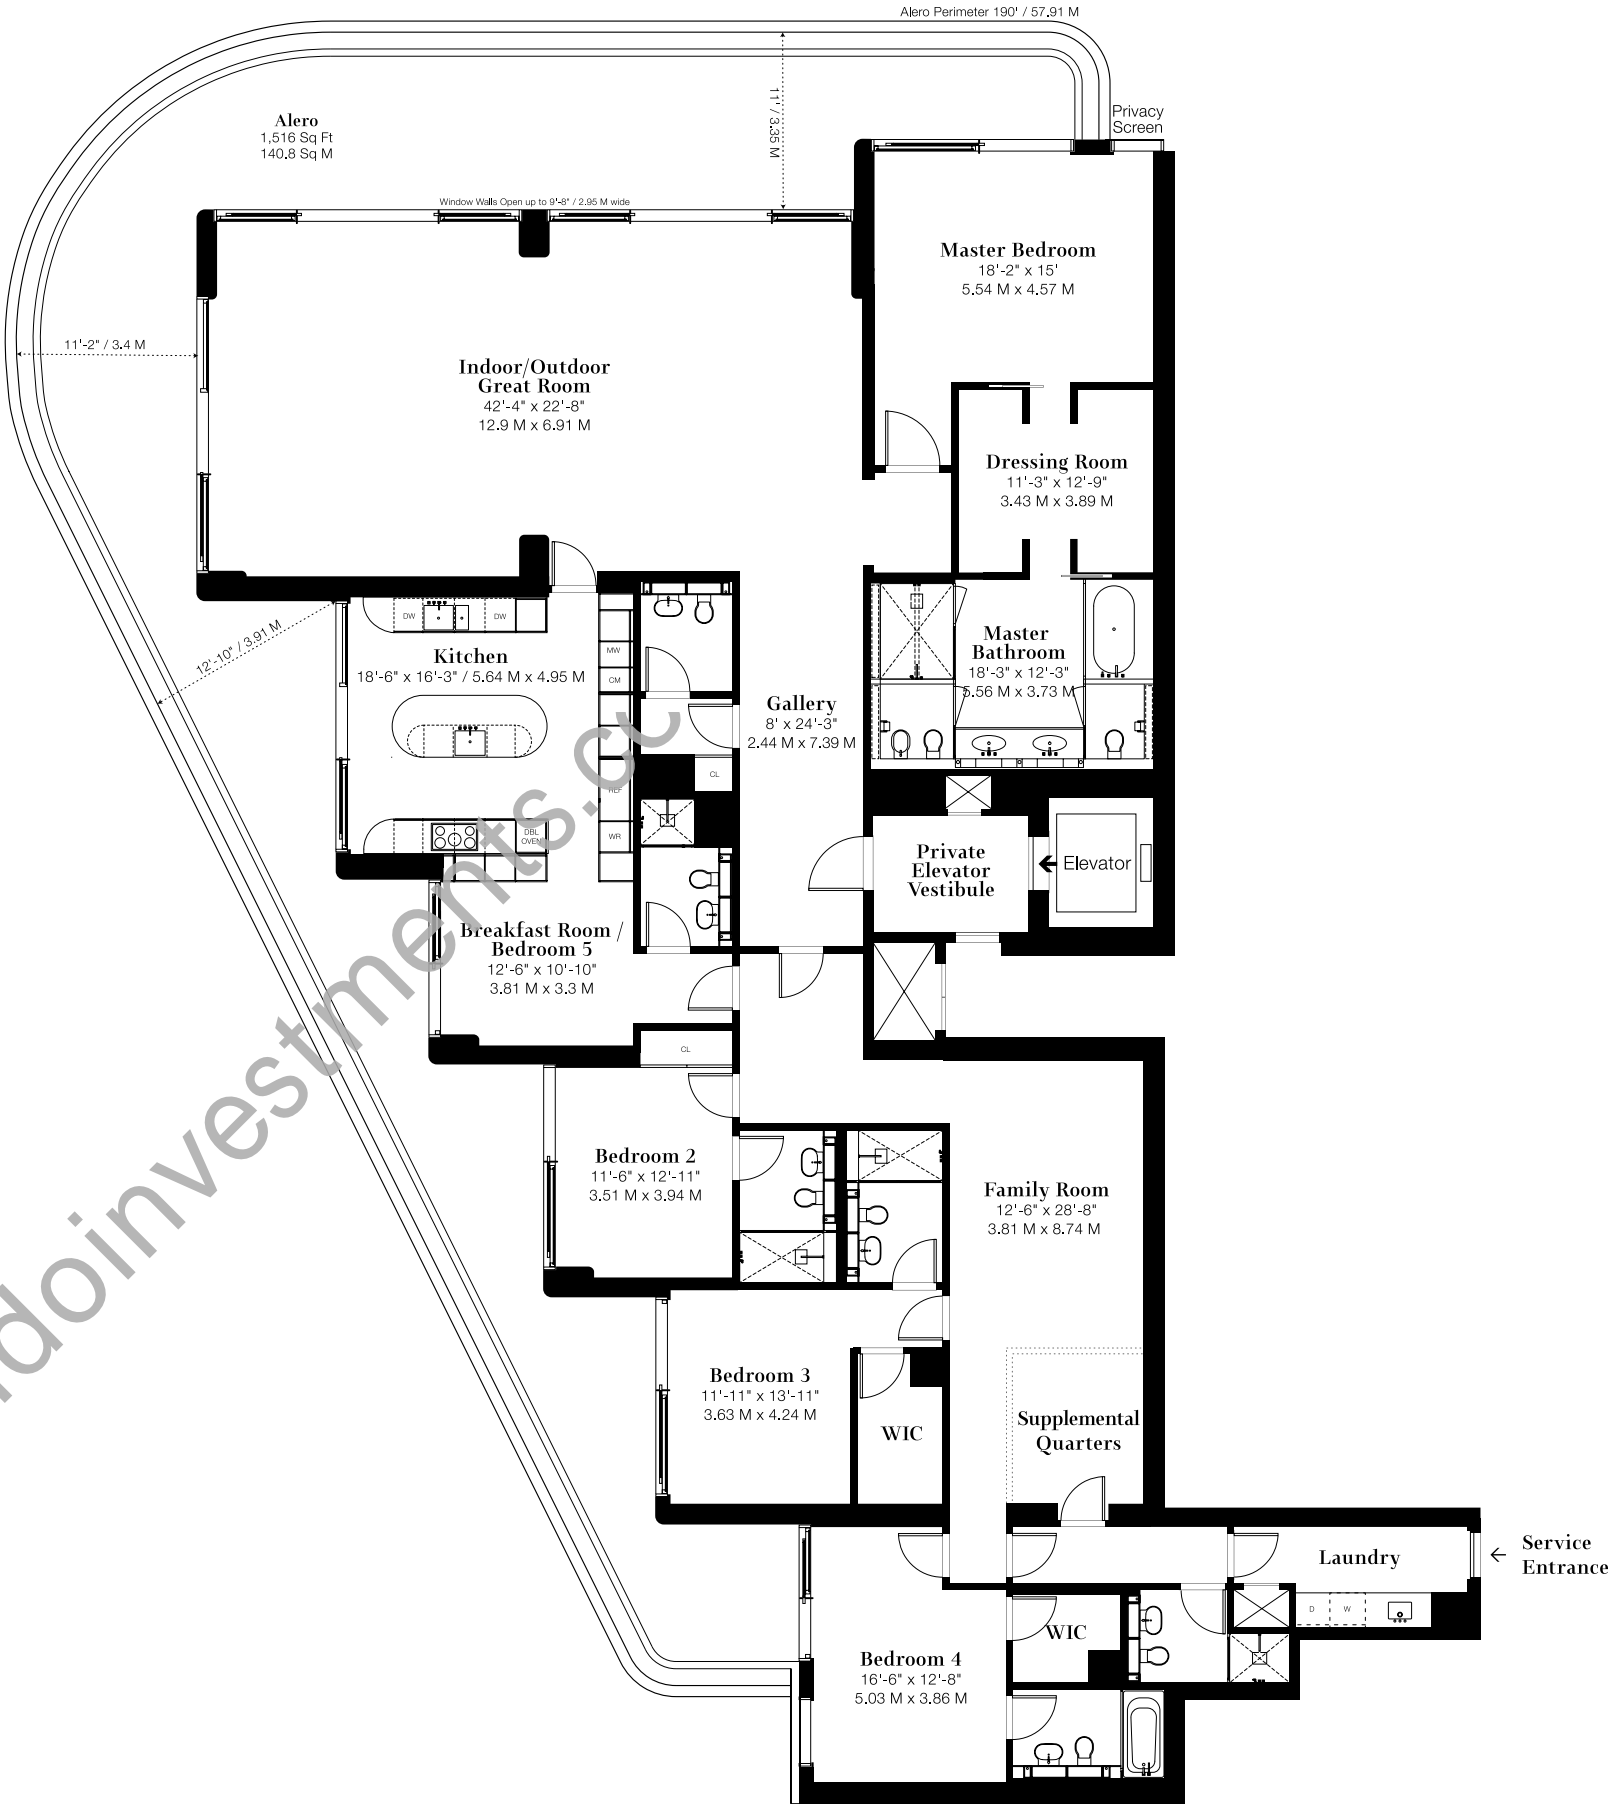 Alero Perimeter 190' / 57.91 M
Privacy
Screen
Alero
1,516 Sq Ft
140.8 Sq M
11' / 3.35 M
Window Walls Open up to 9'-8" / 2.95 M wide
Master Bedroom
18'-2" x 15'
5.54 M x 4.57 M
11'-2" / 3.4 M
Indoor/Outdoor
Great Room
42'-4" x 22'-8"
12.9 M x 6.91 M
Dressing Room
11'-3" x 12'-9"
3.43 M x 3.89 M
12'-10" / 3.91 M
DW
DW
Kitchen
18'-6" x 16'-3" / 5.64 M x 4.95 M
MW
CM
Master
Bathroom
18'-3" x 12'-3"
5.56 M x 3.73 M
Gallery
8' x 24'-3"
2.44 M x 7.39 M
CL
REF
WR
DBL
OVEN
Private
Elevator
Vestibule
Elevator
Breakfast Room /
Bedroom 5
12'-6" x 10'-10"
3.81 M x 3.3 M
CL
Bedroom 2
11'-6" x 12'-11"
3.51 M x 3.94 M
Family Room
12'-6" x 28'-8"
3.81 M x 8.74 M
Bedroom 3
11'-11" x 13'-11"
3.63 M x 4.24 M
WIC
Supplemental
Quarters
Laundry
Service
Entrance
D
W
WIC
Bedroom 4
16'-6" x 12'-8"
5.03 M x 3.86 M
doinvestments.co